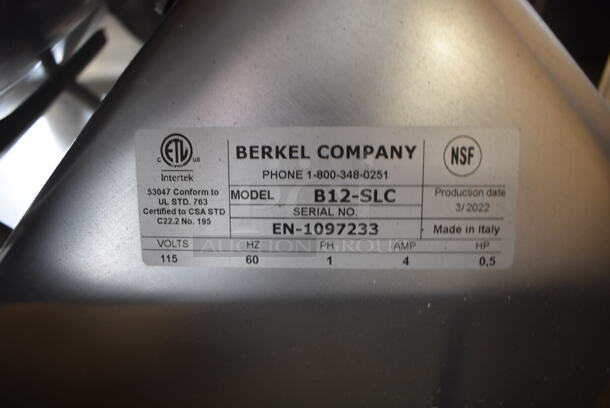 C ETL US
Intertek
53047 Conform to
UL STD. 763
Certified to CSA STD
C22.2 No. 195
BERKEL COMPANY
PHONE 1-800-348-0251
MODEL B12-SLC
SERIAL NO.
EN-1097233
NSF
Production date
3/2022
Made in italy
VOLTS HZ PH AMP HP
115 60 1 4 0,5
AUCTION GROUP